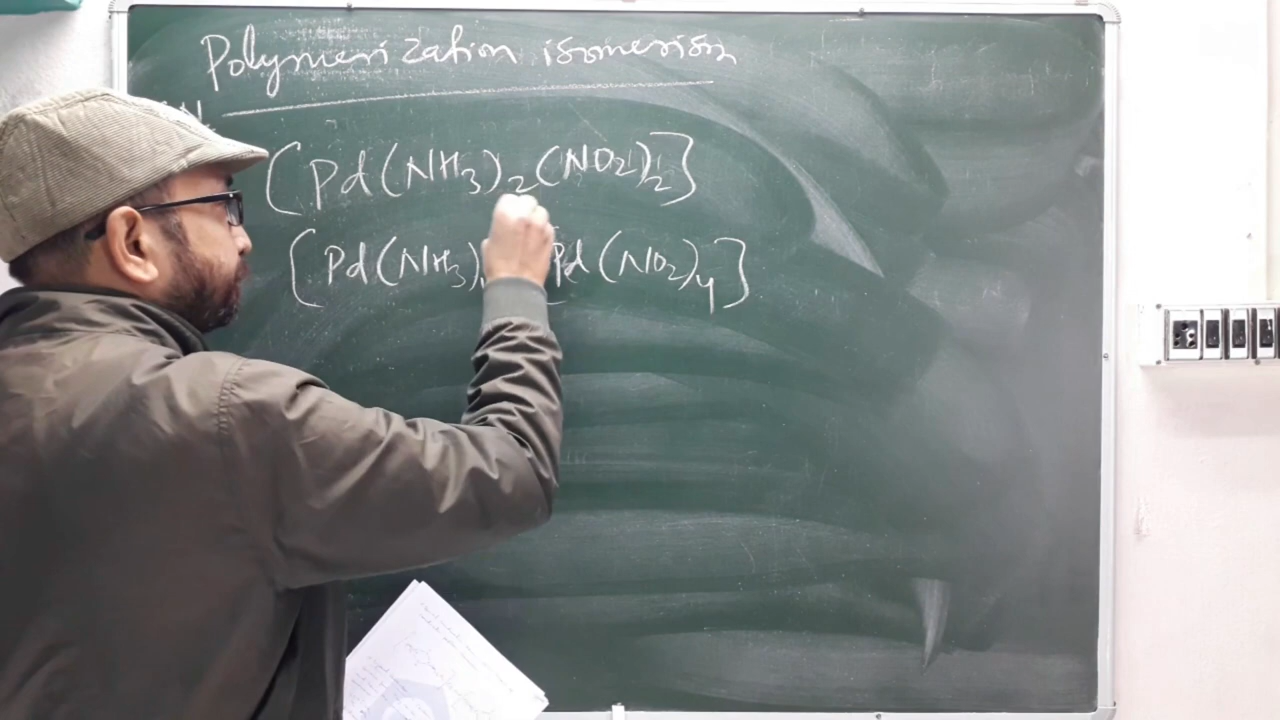 Polymerization isomerism
[Pd(NH3)2(NO2)2]
[Pd(NH3) Pd(NO2)4]